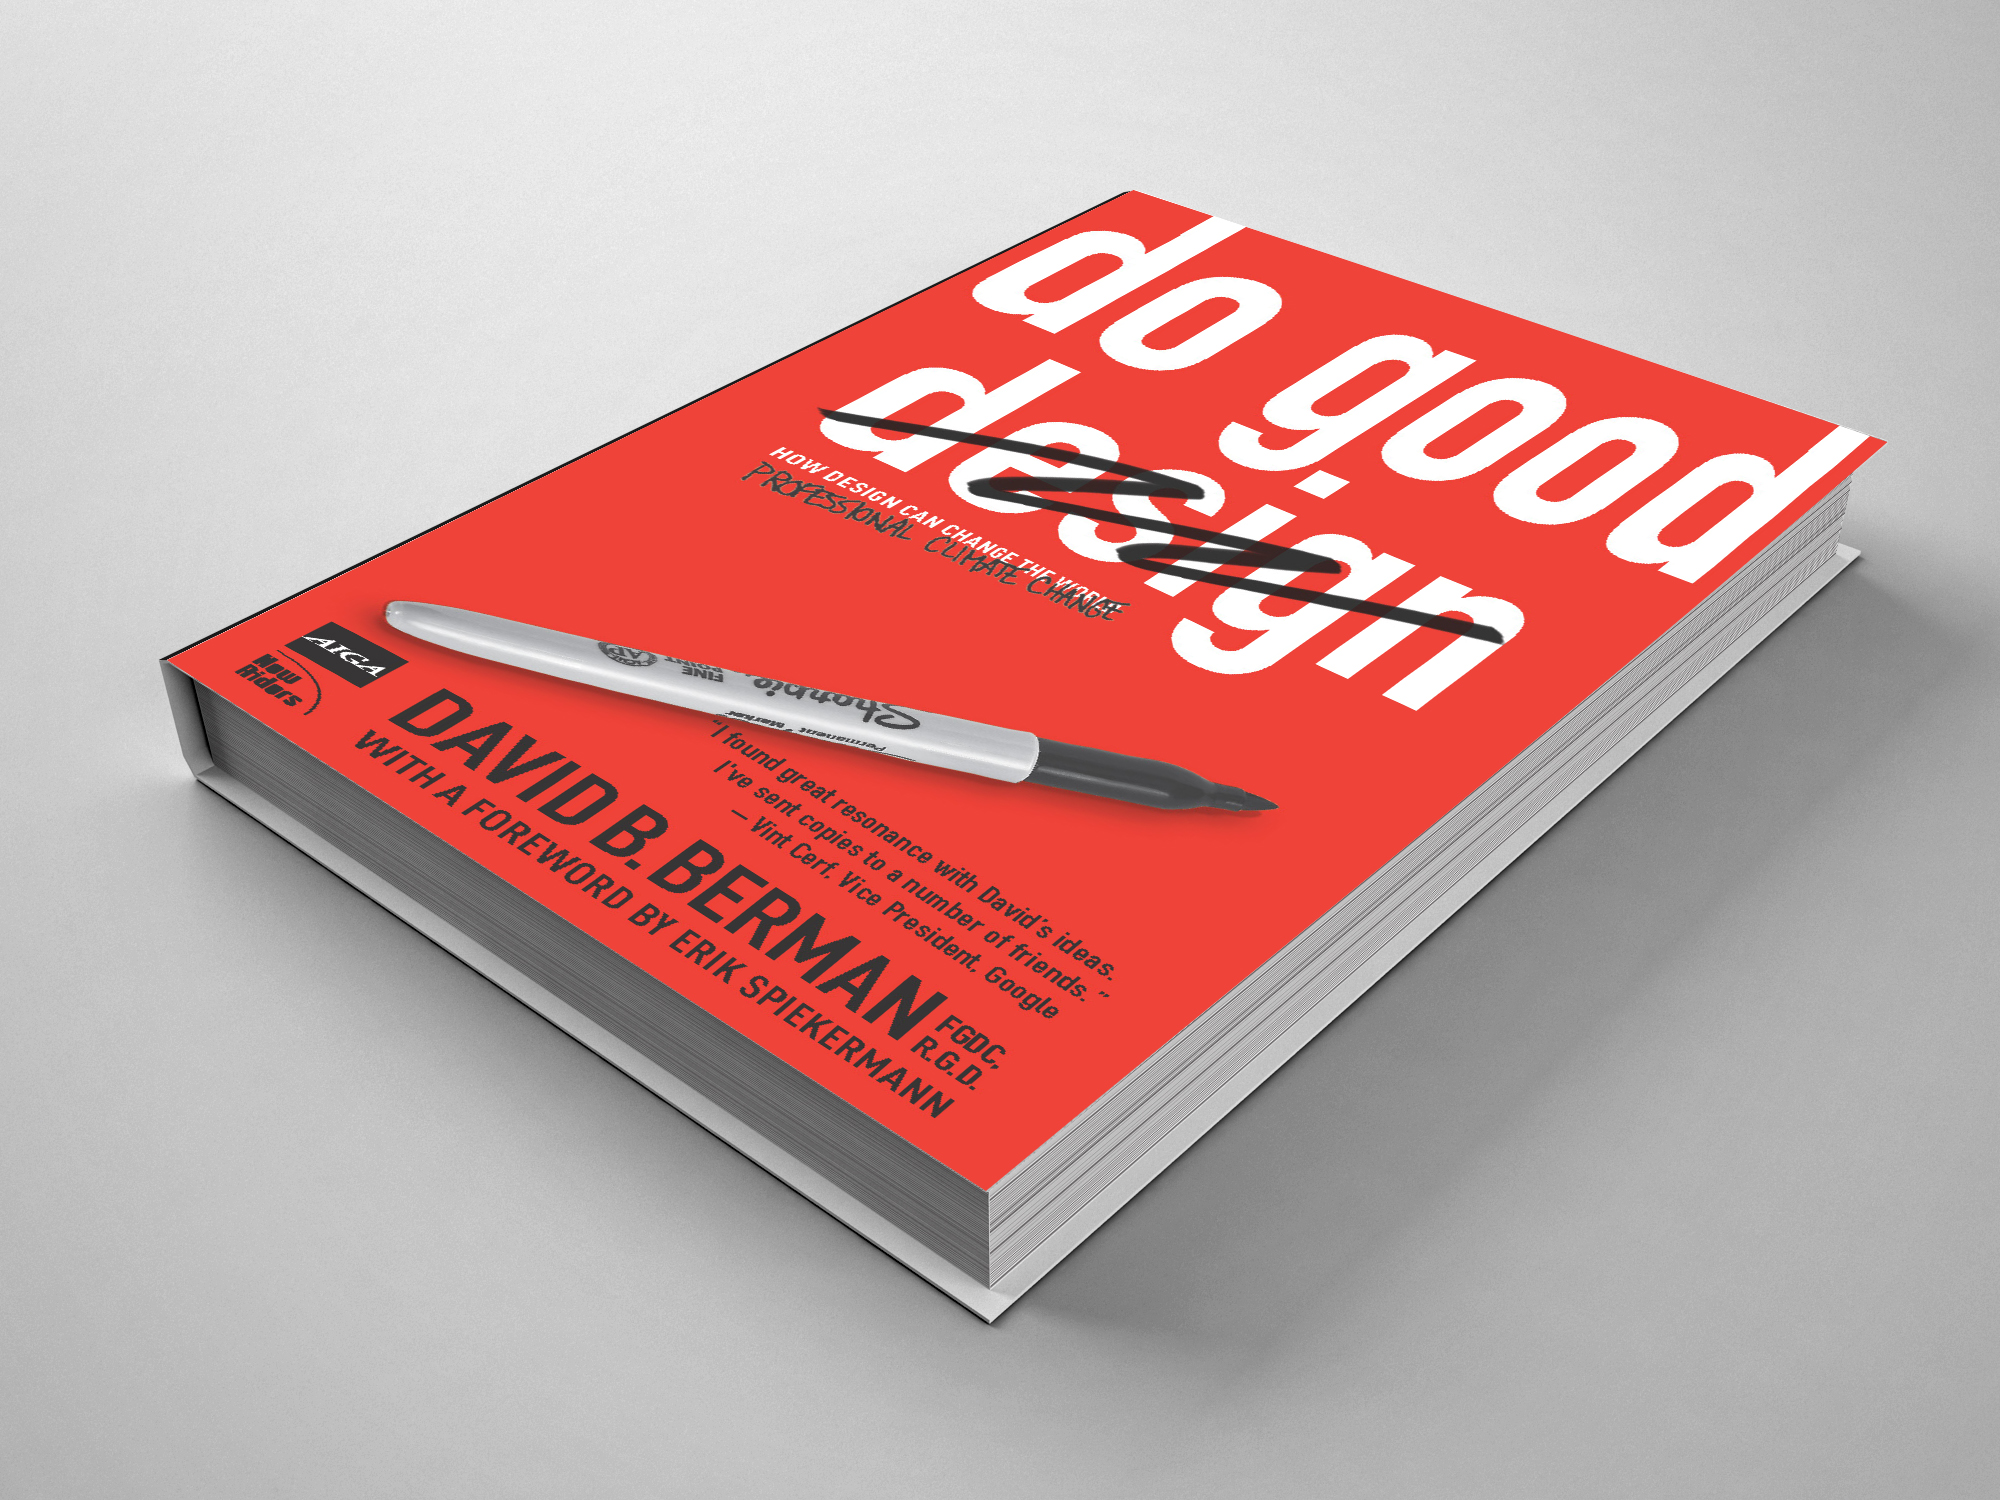 do good
design
HOW DESIGN CAN CHANGE THE WORLD
PROFESSIONAL CLIMATE CHANGE
Sharpie.
FINE
POINT
AP
Permanent Marker
"I found great resonance with David's ideas.
I've sent copies to a number of friends. "
— Vint Cerf, Vice President, Google
AIGA
New
Riders
DAVID B. BERMAN FGDC,
R.G.D.
WITH A FOREWORD BY ERIK SPIEKERMANN